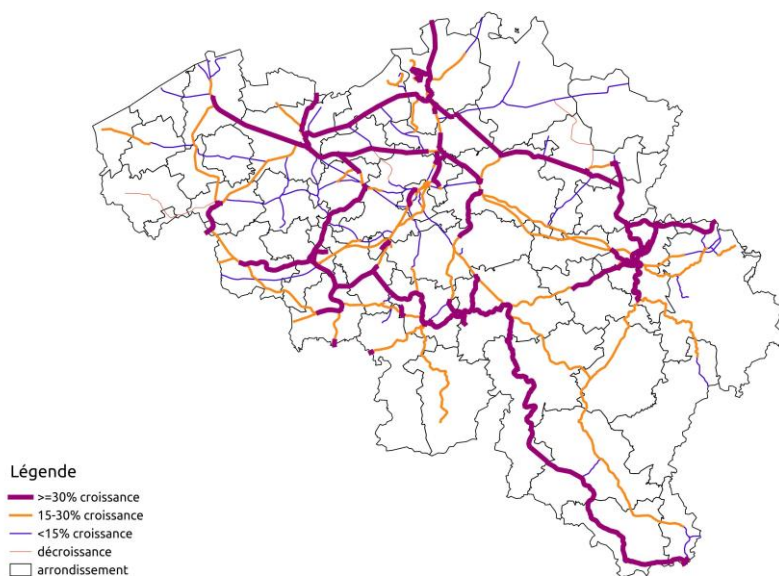 Légende
>=30% croissance
15-30% croissance
<15% croissance
décroissance
arrondissement